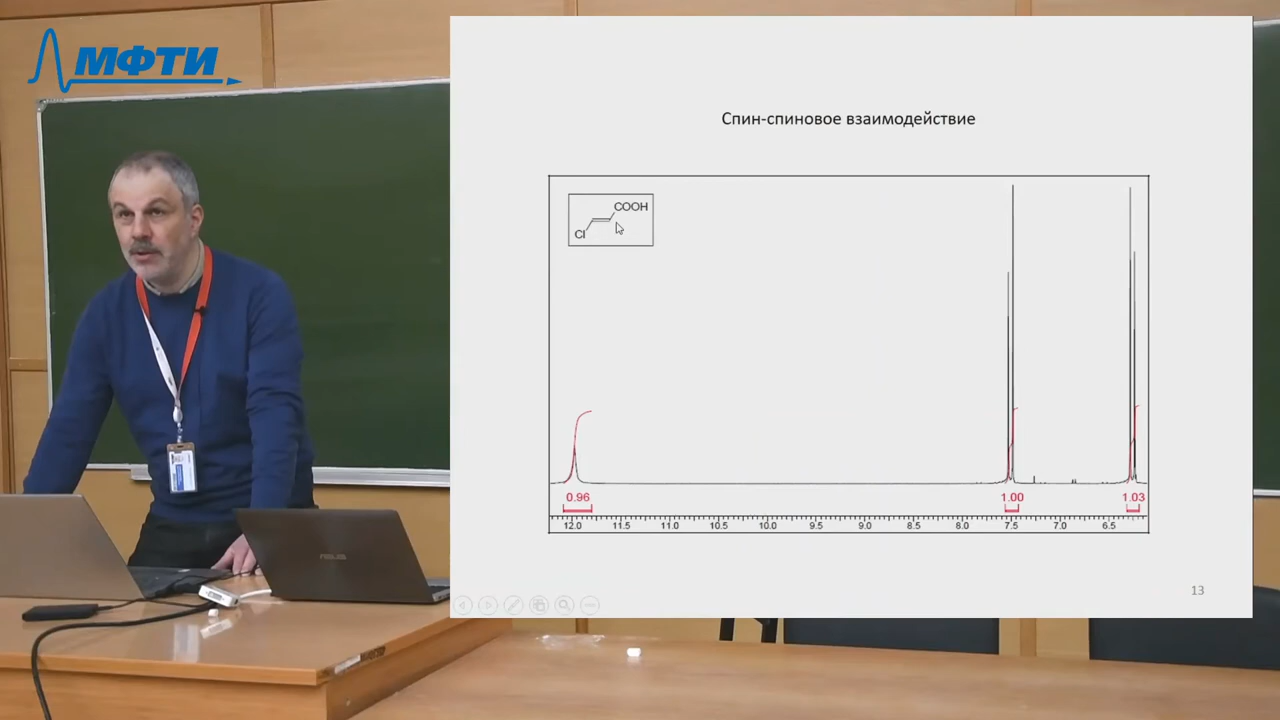 МФТИ
Спин-спиновое взаимодействие
COOH
Cl
0.96
1.00
1.03
12.0 11.5 11.0 10.5 10.0 9.5 9.0 8.5 8.0 7.5 7.0 6.5
13
ASUS